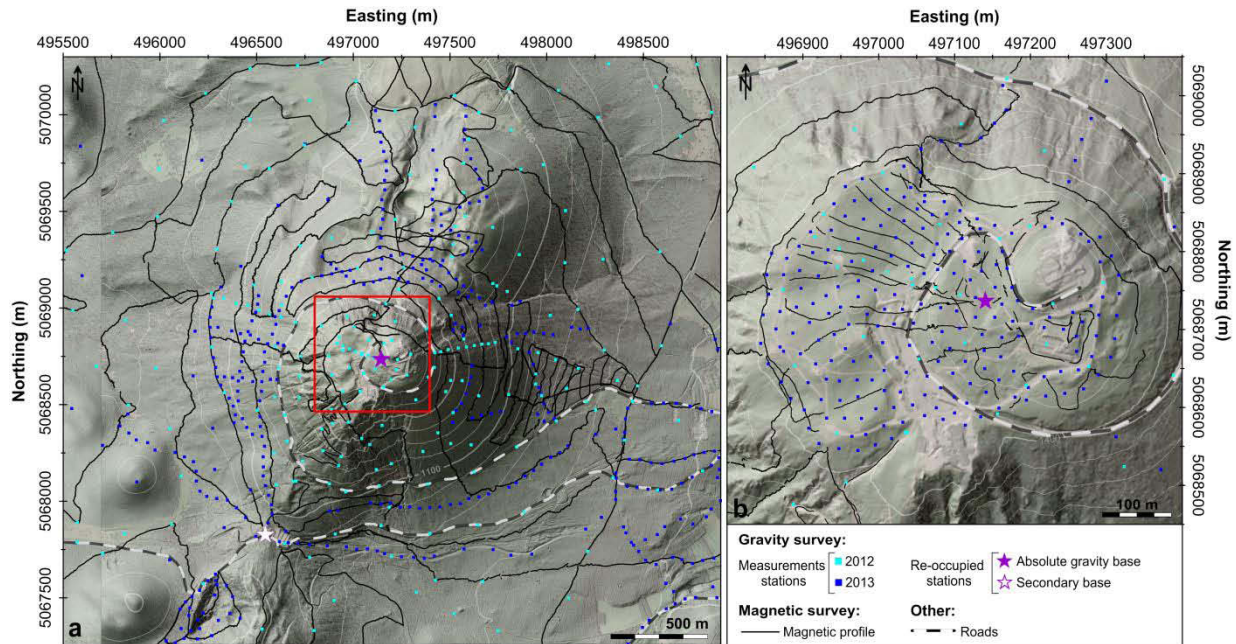 Easting (m)
495500 496000 496500 497000 497500 498000 498500
Northing (m)
5070000
5069500
5069000
5068500
5068000
5067500
N
1100
a
500 m
Easting (m)
496900 497000 497100 497200 497300
Northing (m)
5069000
5068900
5068800
5068700
5068600
5068500
N
b
100 m
Gravity survey:
Measurements stations
2012
2013
Re-occupied stations
Absolute gravity base
Secondary base
Magnetic survey:
Magnetic profile
Other:
Roads